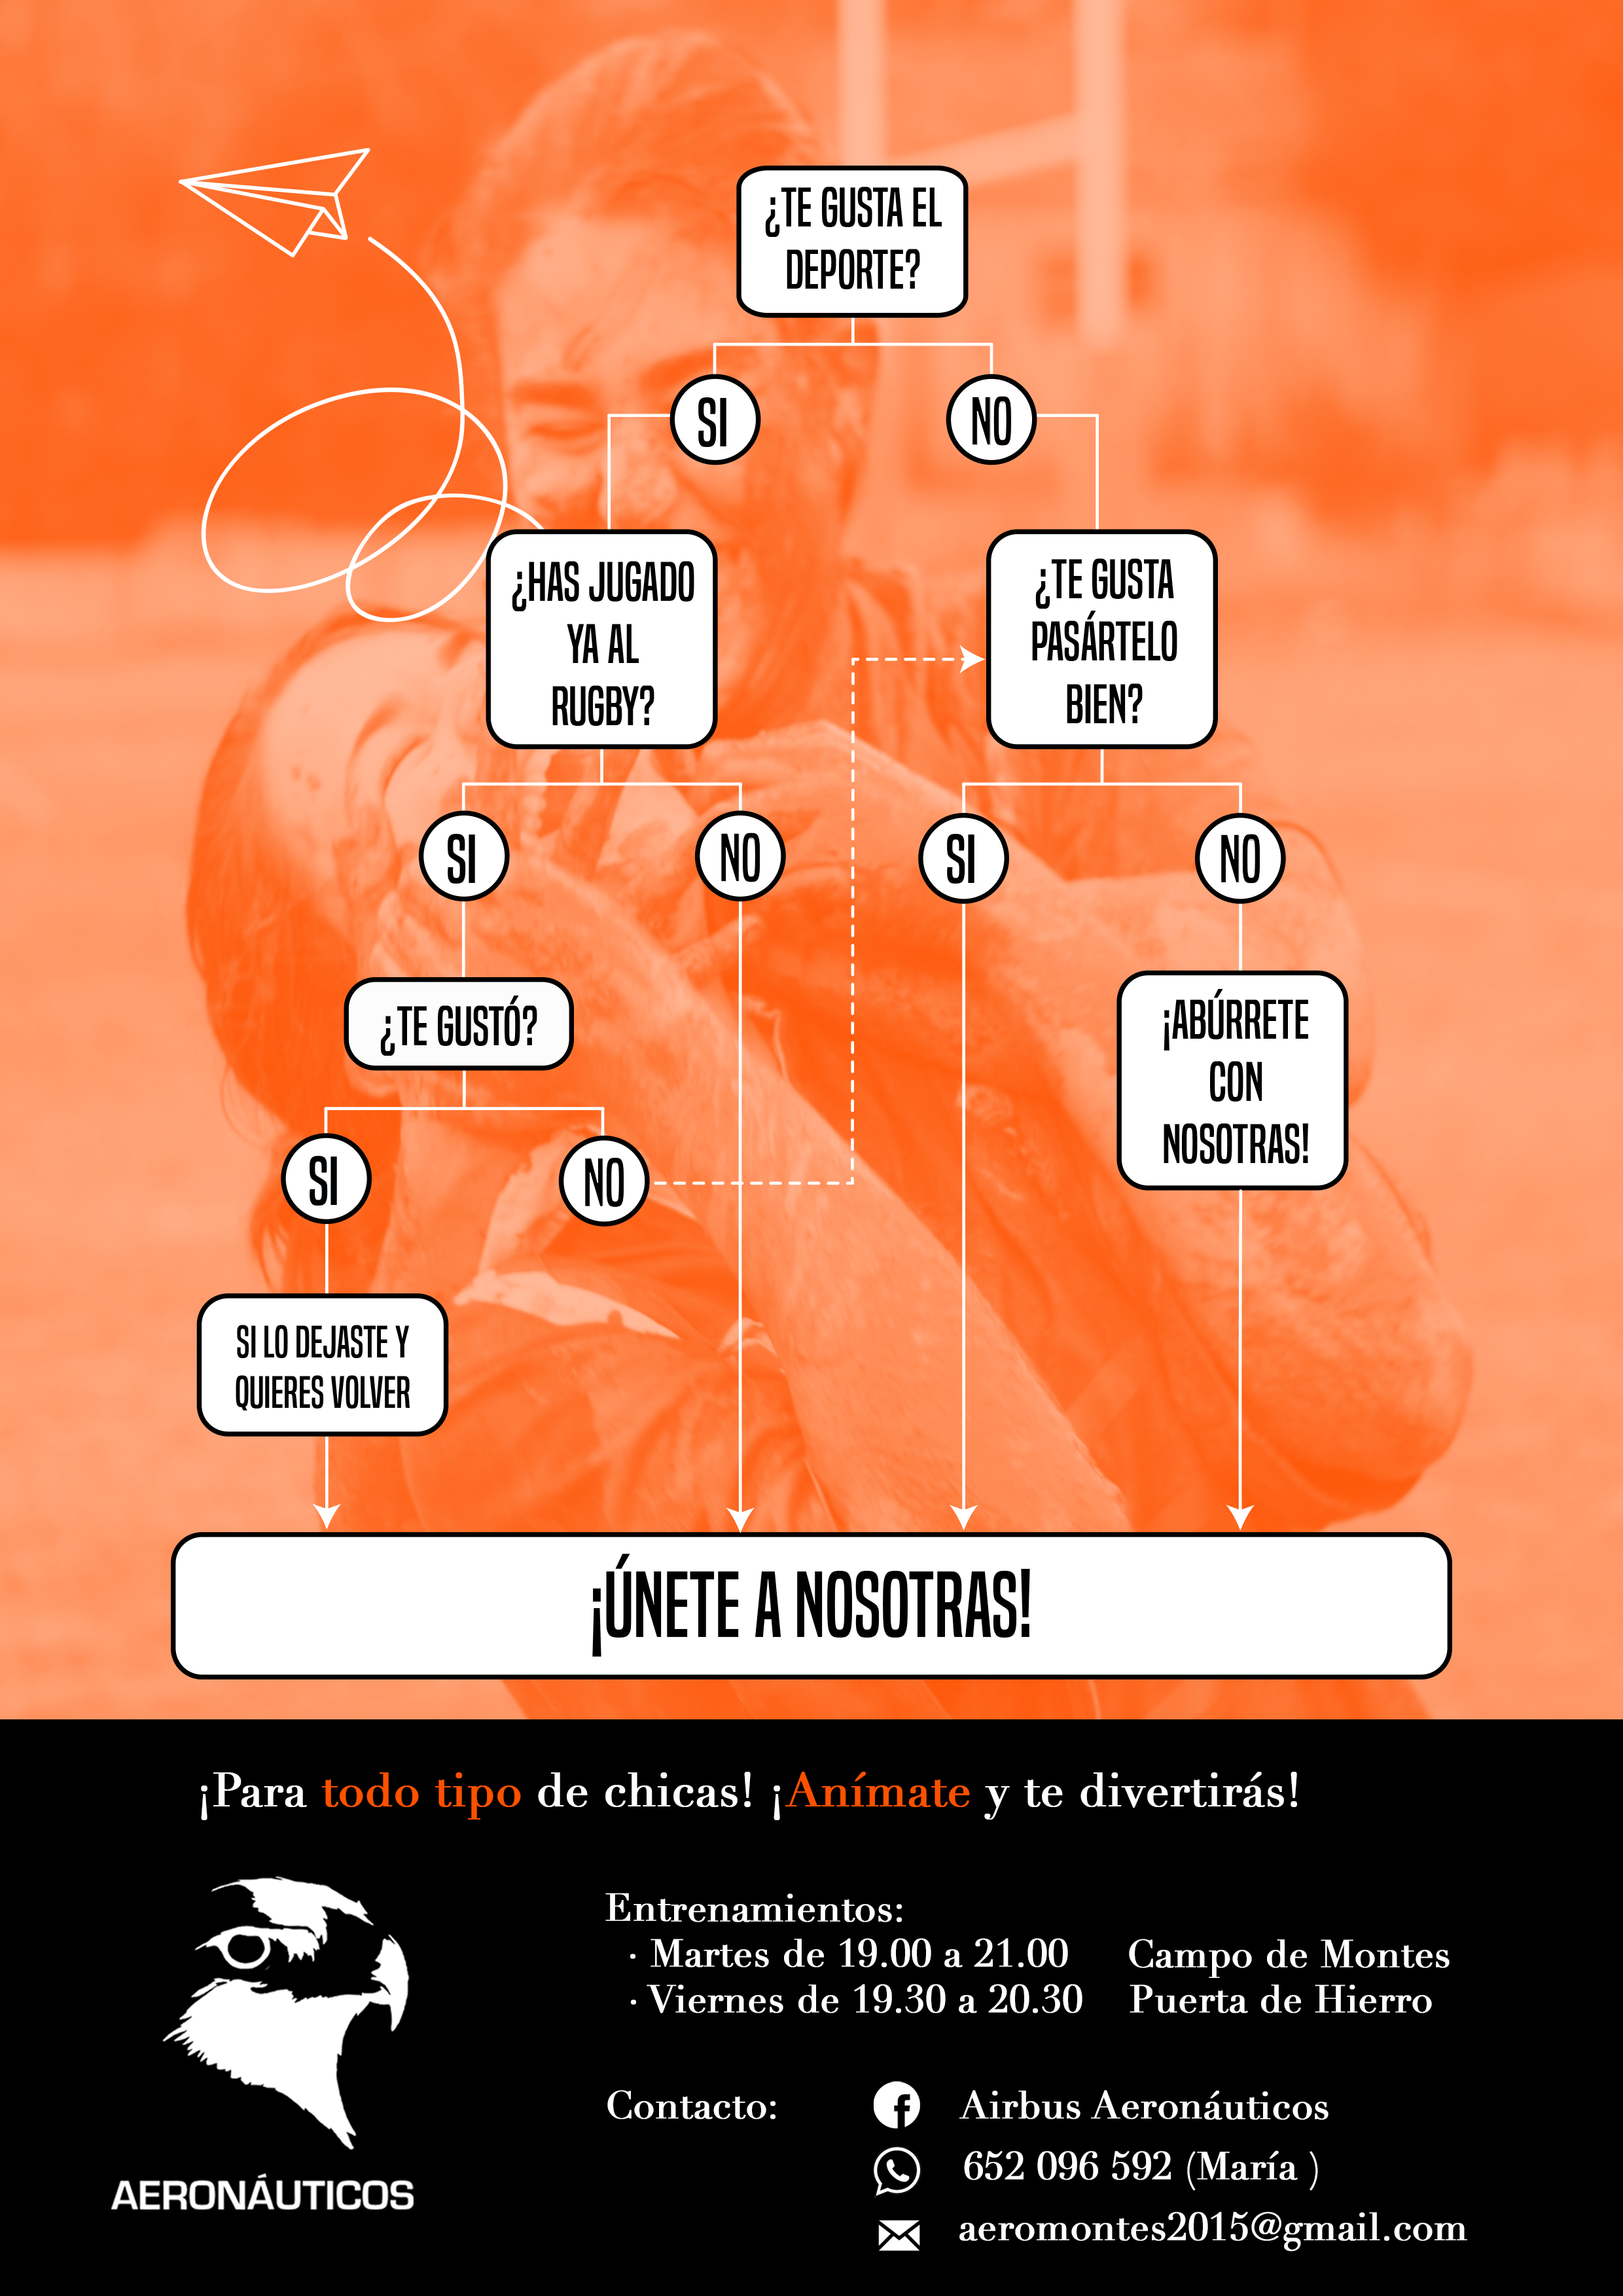 ¿TE GUSTA EL
DEPORTE?
SI
NO
¿HAS JUGADO
YA AL
RUGBY?
¿TE GUSTA
PASÁRTELO
BIEN?
SI
NO
SI
NO
¿TE GUSTÓ?
¡ABÚRRETE
CON
NOSOTRAS!
SI
NO
SI LO DEJASTE Y
QUIERES VOLVER
¡ÚNETE A NOSOTRAS!
¡Para todo tipo de chicas! ¡Anímate y te divertirás!
Entrenamientos:
· Martes de 19.00 a 21.00 Campo de Montes
· Viernes de 19.30 a 20.30 Puerta de Hierro
Contacto: Airbus Aeronáuticos
652 096 592 (María )
aeromontes2015@gmail.com
AERONÁUTICOS